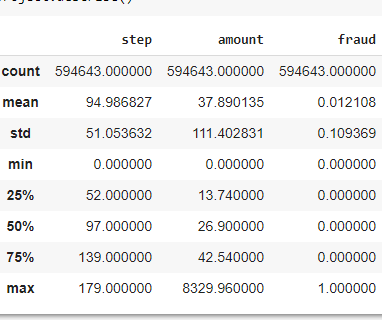 step amount fraud
count 594643.000000 594643.000000 594643.000000
mean 94.986827 37.890135 0.012108
std 51.053632 111.402831 0.109369
min 0.000000 0.000000 0.000000
25% 52.000000 13.740000 0.000000
50% 97.000000 26.900000 0.000000
75% 139.000000 42.540000 0.000000
max 179.000000 8329.960000 1.000000